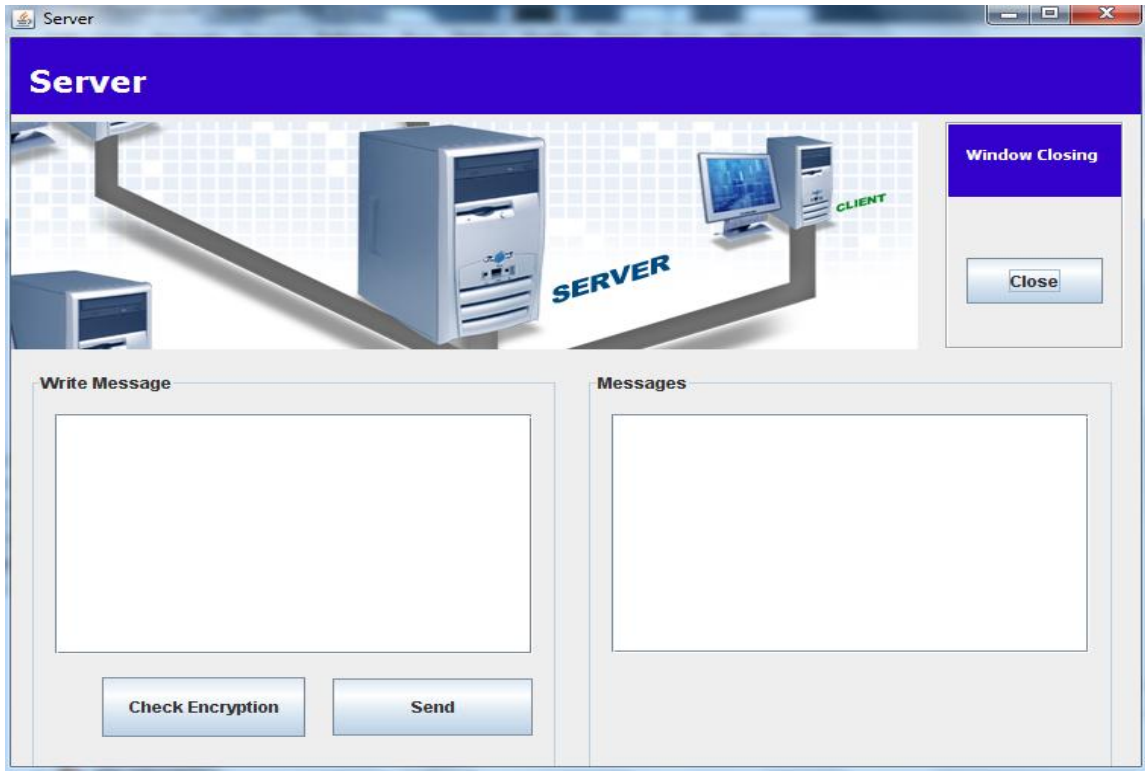 Server
Server
Window Closing
CLIENT
SERVER
Close
Write Message
Messages
Check Encryption
Send